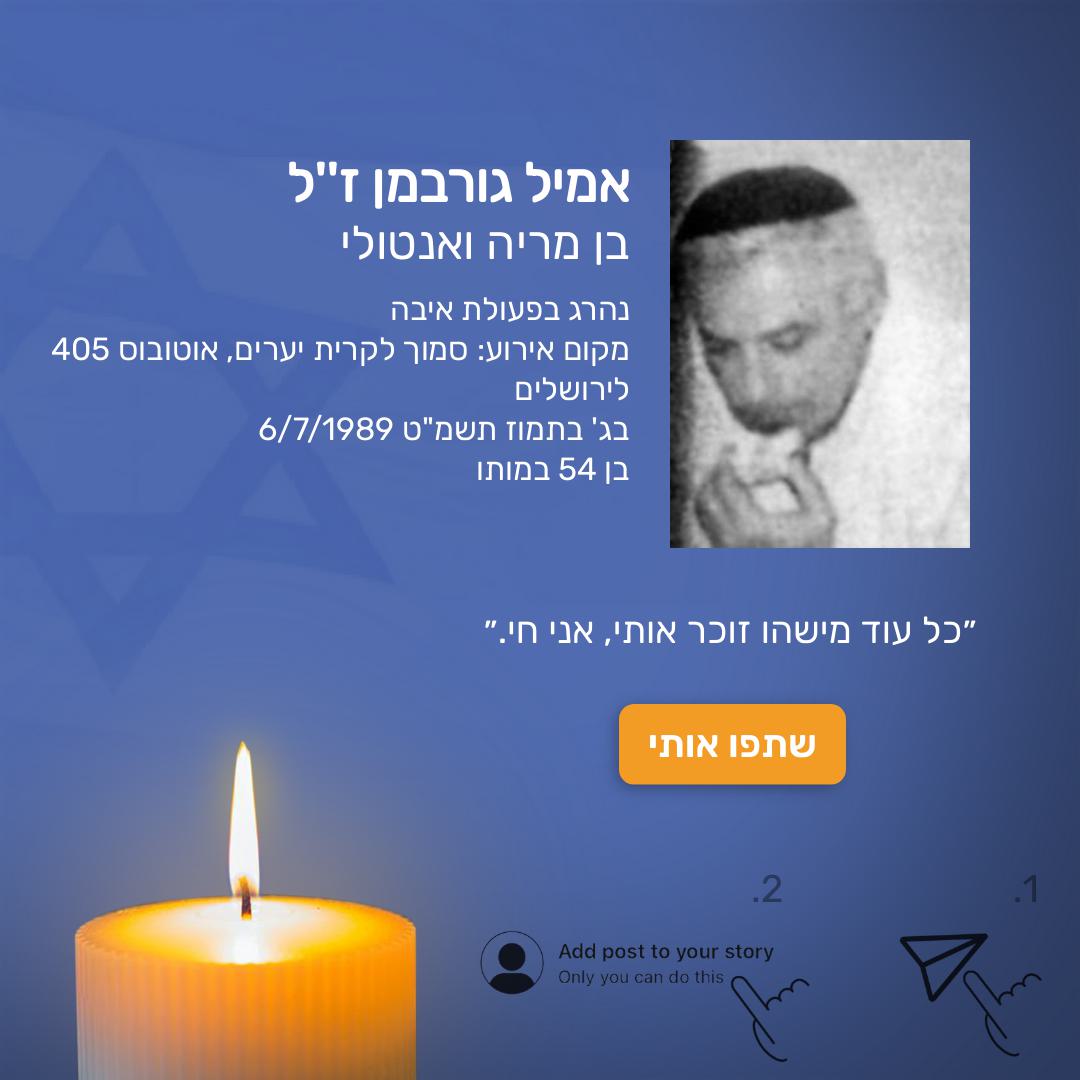 אמיל גורבמן ז"ל
בן מריה ואנטולי
נהרג בפעולת איבה
מקום אירוע: סמוך לקרית יערים, אוטובוס 405
לירושלים
בג' בתמוז תשמ"ט 6/7/1989
בן 54 במותו
״כל עוד מישהו זוכר אותי, אני חי.״
שתפו אותי
.1
.2
Add post to your story
Only you can do this